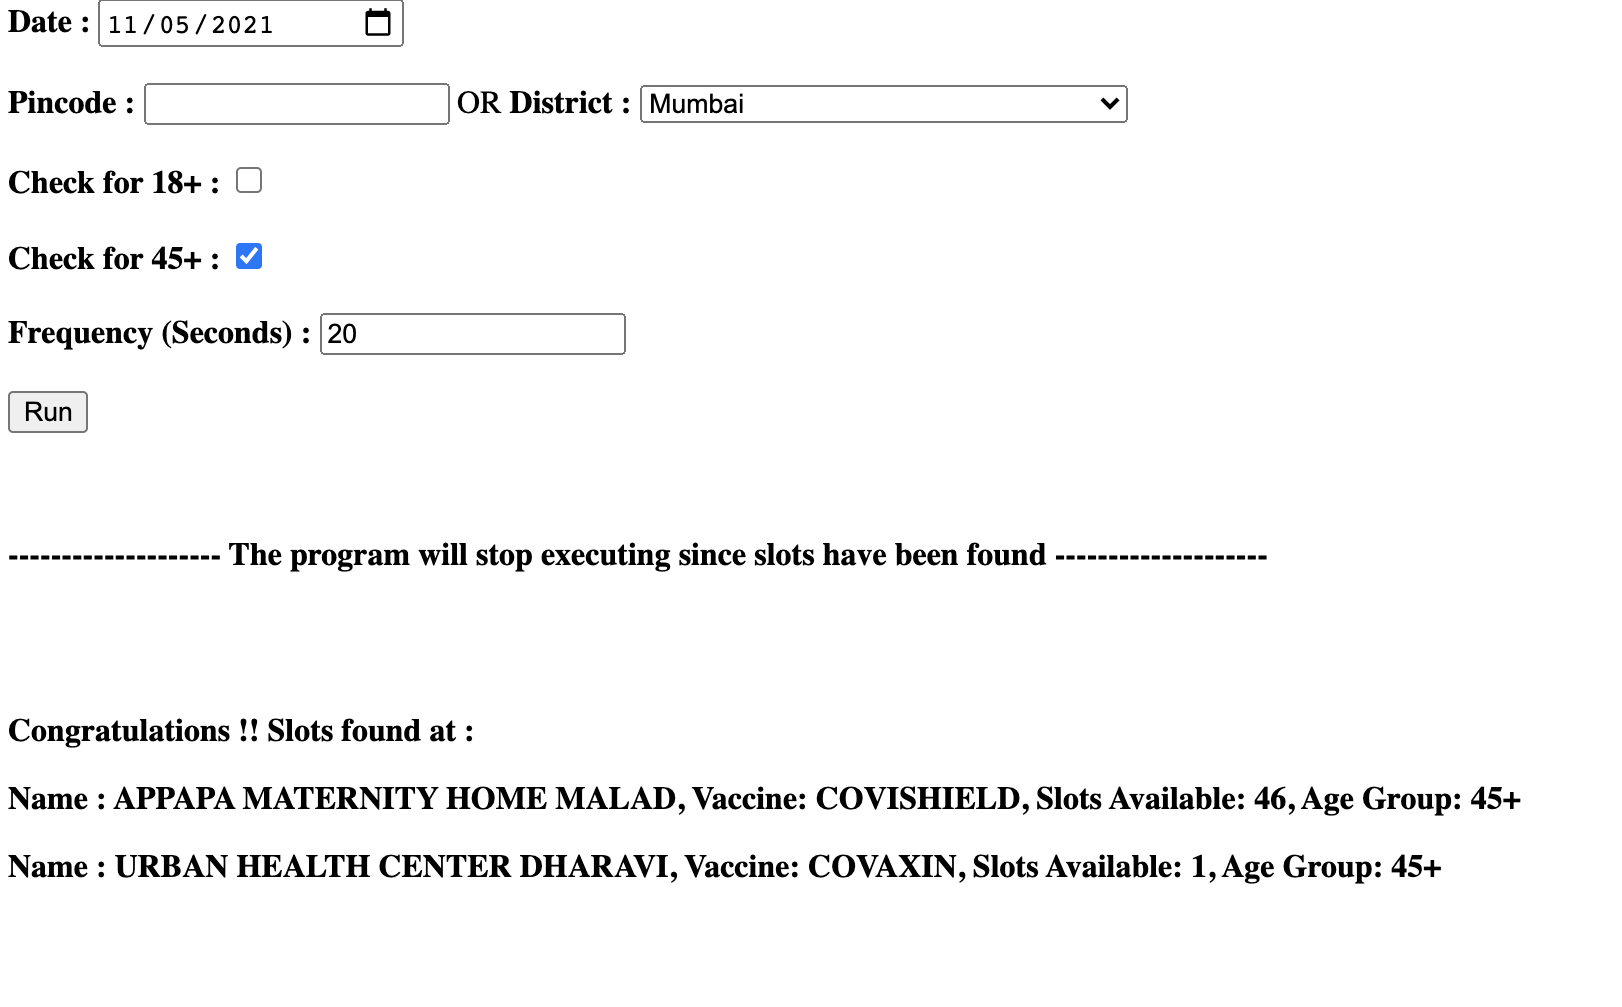 Date : 11/05/2021
Pincode : OR District : Mumbai
Check for 18+ :
Check for 45+ :
Frequency (Seconds) : 20
Run
-------------------- The program will stop executing since slots have been found --------------------
Congratulations !! Slots found at :
Name : APPAPA MATERNITY HOME MALAD, Vaccine: COVISHIELD, Slots Available: 46, Age Group: 45+
Name : URBAN HEALTH CENTER DHARAVI, Vaccine: COVAXIN, Slots Available: 1, Age Group: 45+